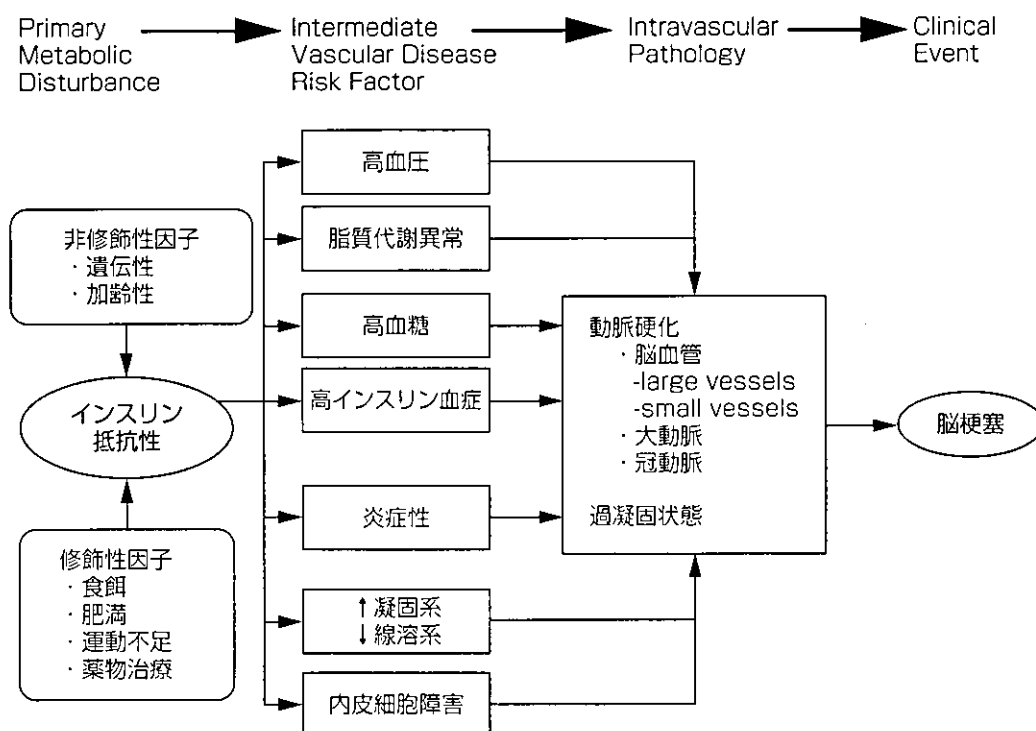 Primary
Metabolic
Disturbance
Intermediate
Vascular Disease
Risk Factor
Intravascular
Pathology
Clinical
Event
非修飾性因子
・遺伝性
・加齢性
インスリン
抵抗性
修飾性因子
・食餌
・肥満
・運動不足
・薬物治療
高血圧
脂質代謝異常
高血糖
高インスリン血症
炎症性
↑凝固系
↓線溶系
内皮細胞障害
動脈硬化
・脳血管
-large vessels
-small vessels
・大動脈
・冠動脈
過凝固状態
脳梗塞